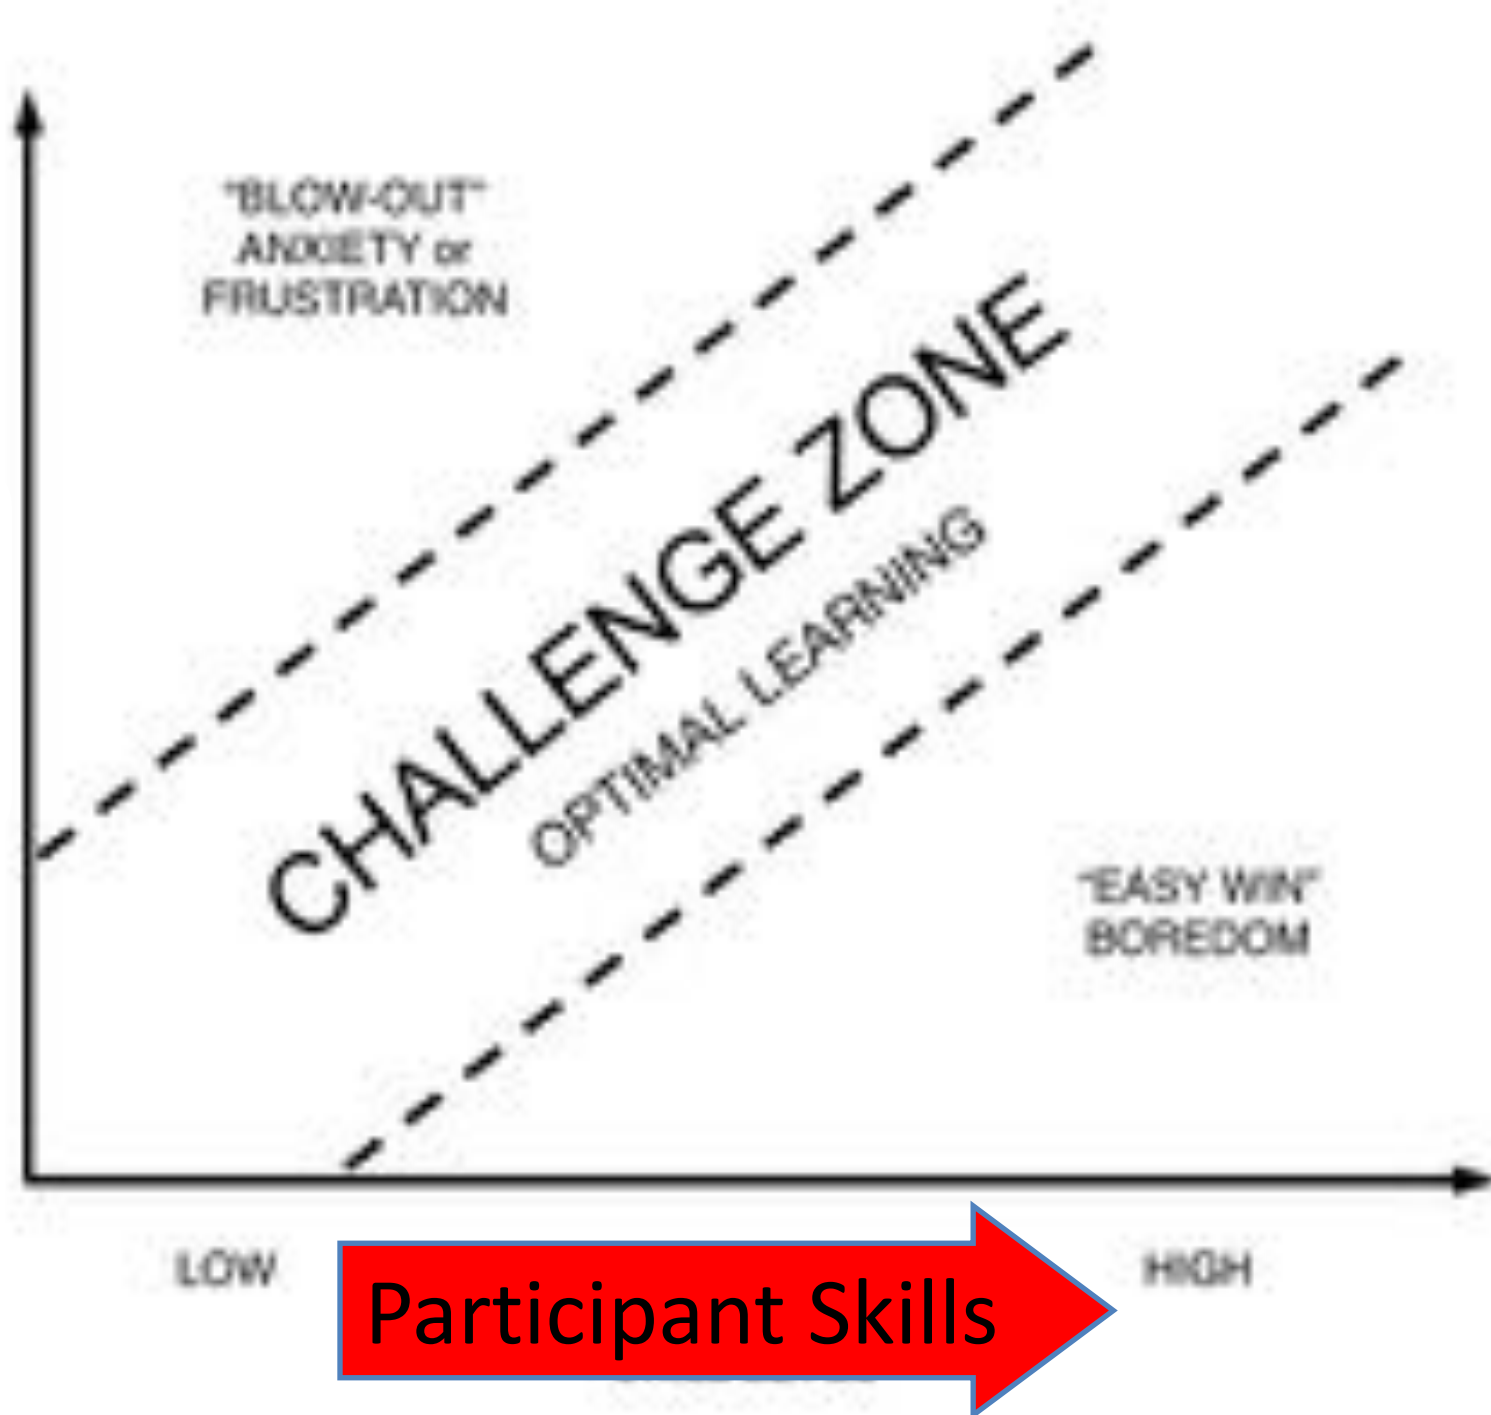 "BLOW-OUT"
ANXIETY or
FRUSTRATION
CHALLENGE ZONE
OPTIMAL LEARNING
"EASY WIN"
BOREDOM
LOW
HIGH
Participant Skills